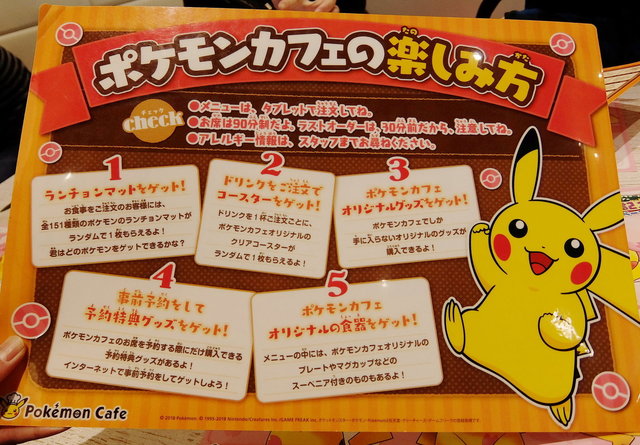 ポケモンカフェの楽しみ方
チェック
check
●メニューは、タブレットで注文してね。
●お席は90分制だよ。ラストオーダーは、30分前だから、注意してね。
●アレルギー情報は、スタッフまでお尋ねください。
1
ランチョンマットをゲット!
お食事をご注文のお客様には、
全151種類のポケモンのランチョンマットが
ランダムで1枚もらえるよ!
君はどのポケモンをゲットできるかな?
2
ドリンクをご注文で
コースターをゲット!
ドリンクを1杯ご注文ごとに、
ポケモンカフェオリジナルの
クリアコースターが
ランダムで1枚もらえるよ!
3
ポケモンカフェ
オリジナルグッズをゲット!
ポケモンカフェでしか
手に入らないオリジナルのグッズが
購入できるよ!
4
事前予約をして
予約特典グッズをゲット!
ポケモンカフェのお席を予約する際にだけ購入できる
予約特典グッズがあるよ!
インターネットで事前予約をしてゲットしよう!
5
ポケモンカフェ
オリジナルの食器をゲット!
メニューの中には、ポケモンカフェオリジナルの
プレートやマグカップなどの
スーベニア付きのものもあるよ!
Pokémon Cafe
©2018 Pokémon. ©1995-2018 Nintendo/Creatures Inc./GAME FREAK inc.